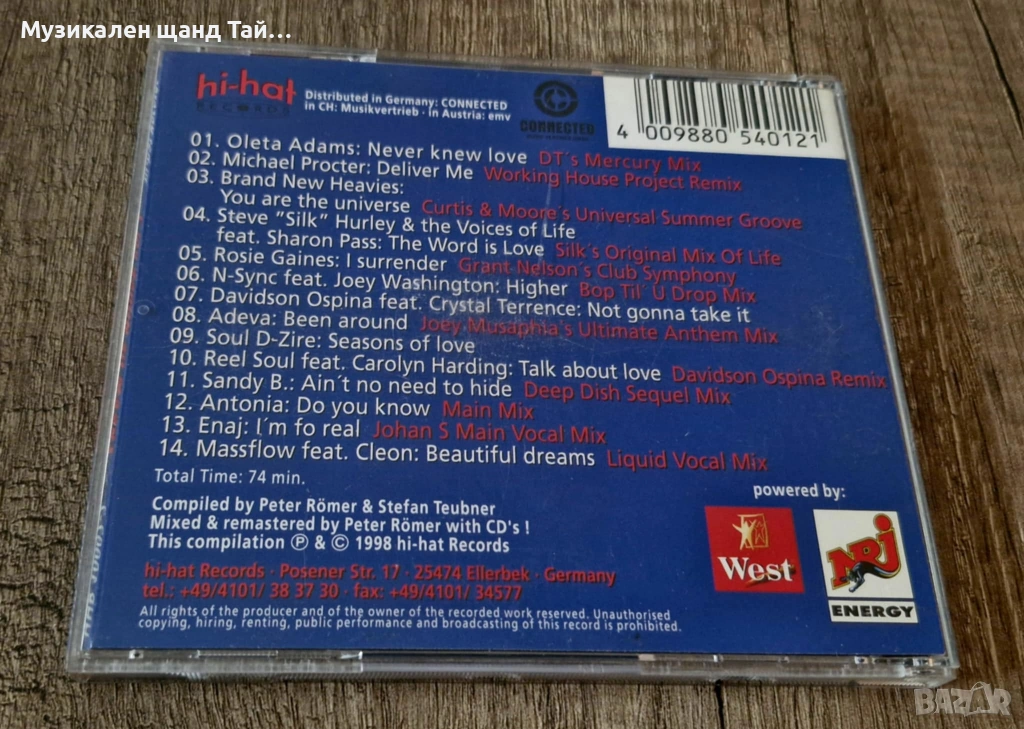 Музикален щанд Тай...
hi-hat
RECORDS
Distributed in Germany: CONNECTED
in CH: Musikvertrieb · in Austria: emv
CONNECTED
4 009880 540121
01. Oleta Adams: Never knew love DT´s Mercury Mix
02. Michael Procter: Deliver Me Working House Project Remix
03. Brand New Heavies:
You are the universe Curtis & Moore´s Universal Summer Groove
04. Steve "Silk" Hurley & the Voices of Life
feat. Sharon Pass: The Word is Love Silk´s Original Mix Of Life
05. Rosie Gaines: I surrender Grant Nelson´s Club Symphony
06. N-Sync feat. Joey Washington: Higher Bop Til´ U Drop Mix
07. Davidson Ospina feat. Crystal Terrence: Not gonna take it
08. Adeva: Been around Joey Musaphia's Ultimate Anthem Mix
09. Soul D-Zire: Seasons of love
10. Reel Soul feat. Carolyn Harding: Talk about love Davidson Ospina Remix
11. Sandy B.: Ain´t no need to hide Deep Dish Sequel Mix
12. Antonia: Do you know Main Mix
13. Enaj: I´m fo real Johan S Main Vocal Mix
14. Massflow feat. Cleon: Beautiful dreams Liquid Vocal Mix
Total Time: 74 min.
powered by:
Compiled by Peter Römer & Stefan Teubner
Mixed & remastered by Peter Römer with CD's !
This compilation Ⓟ & © 1998 hi-hat Records
West
NRJ
ENERGY
hi-hat Records · Posener Str. 17 · 25474 Ellerbek · Germany
tel.: +49/4101/ 38 37 30 · fax: +49/4101/ 34577
All rights of the producer and of the owner of the recorded work reserved. Unauthorised
copying, hiring, renting, public performance and broadcasting of this record is prohibited.
BAZAR